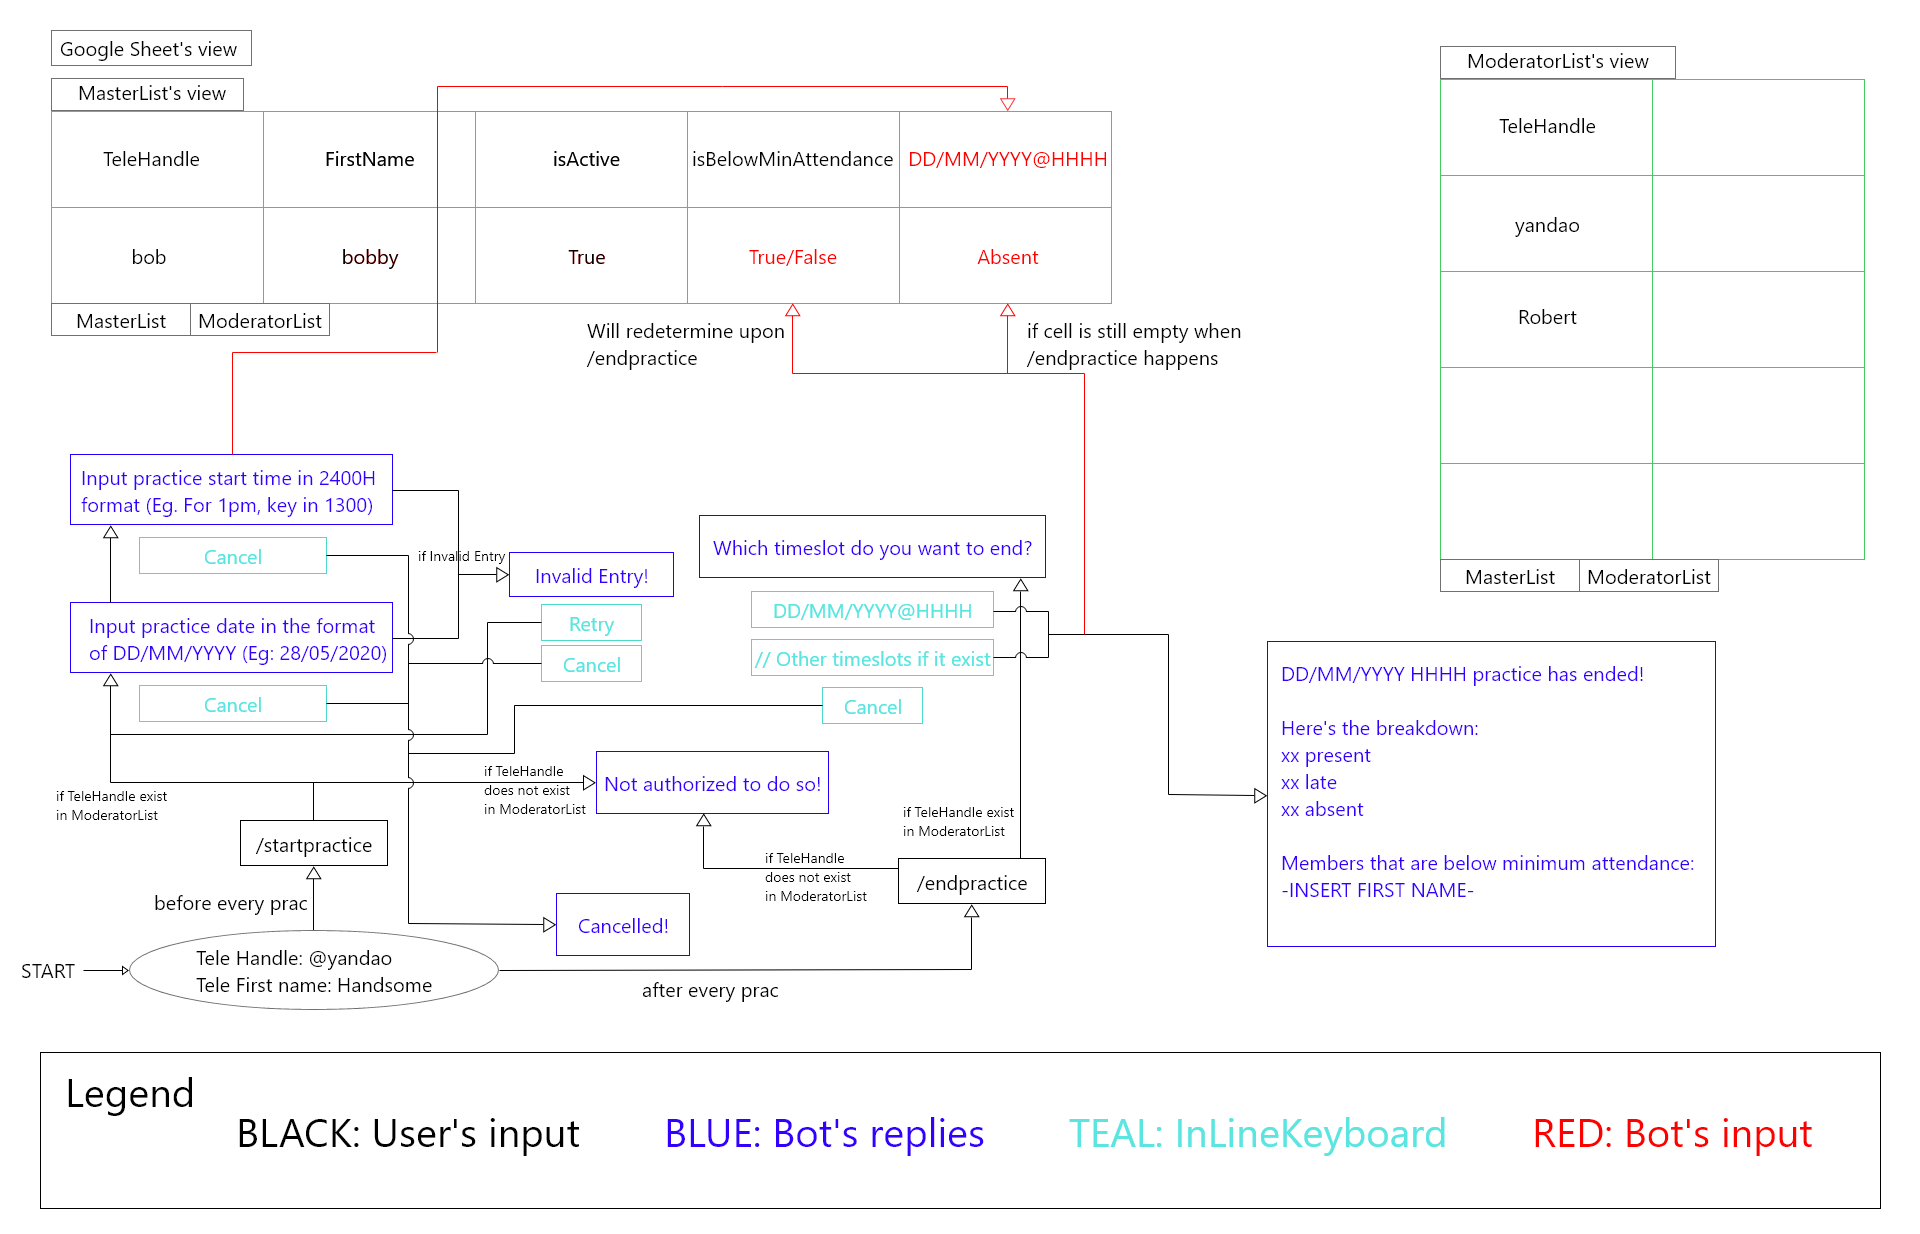 Google Sheet's view
MasterList's view
TeleHandle
FirstName
isActive
isBelowMinAttendance
DD/MM/YYYY@HHHH
bob
bobby
True
True/False
Absent
MasterList
ModeratorList
Will redetermine upon
/endpractice
if cell is still empty when
/endpractice happens
ModeratorList's view
TeleHandle
yandao
Robert
MasterList
ModeratorList
Input practice start time in 2400H
format (Eg. For 1pm, key in 1300)
Cancel
Input practice date in the format
of DD/MM/YYYY (Eg: 28/05/2020)
Cancel
if Invalid Entry
Invalid Entry!
Retry
Cancel
Which timeslot do you want to end?
DD/MM/YYYY@HHHH
// Other timeslots if it exist
Cancel
if TeleHandle exist
in ModeratorList
if TeleHandle
does not exist
in ModeratorList
Not authorized to do so!
if TeleHandle exist
in ModeratorList
/startpractice
if TeleHandle
does not exist
in ModeratorList
/endpractice
before every prac
Cancelled!
START
Tele Handle: @yandao
Tele First name: Handsome
after every prac
DD/MM/YYYY HHHH practice has ended!
Here's the breakdown:
xx present
xx late
xx absent
Members that are below minimum attendance:
-INSERT FIRST NAME-
Legend
BLACK: User's input
BLUE: Bot's replies
TEAL: InLineKeyboard
RED: Bot's input